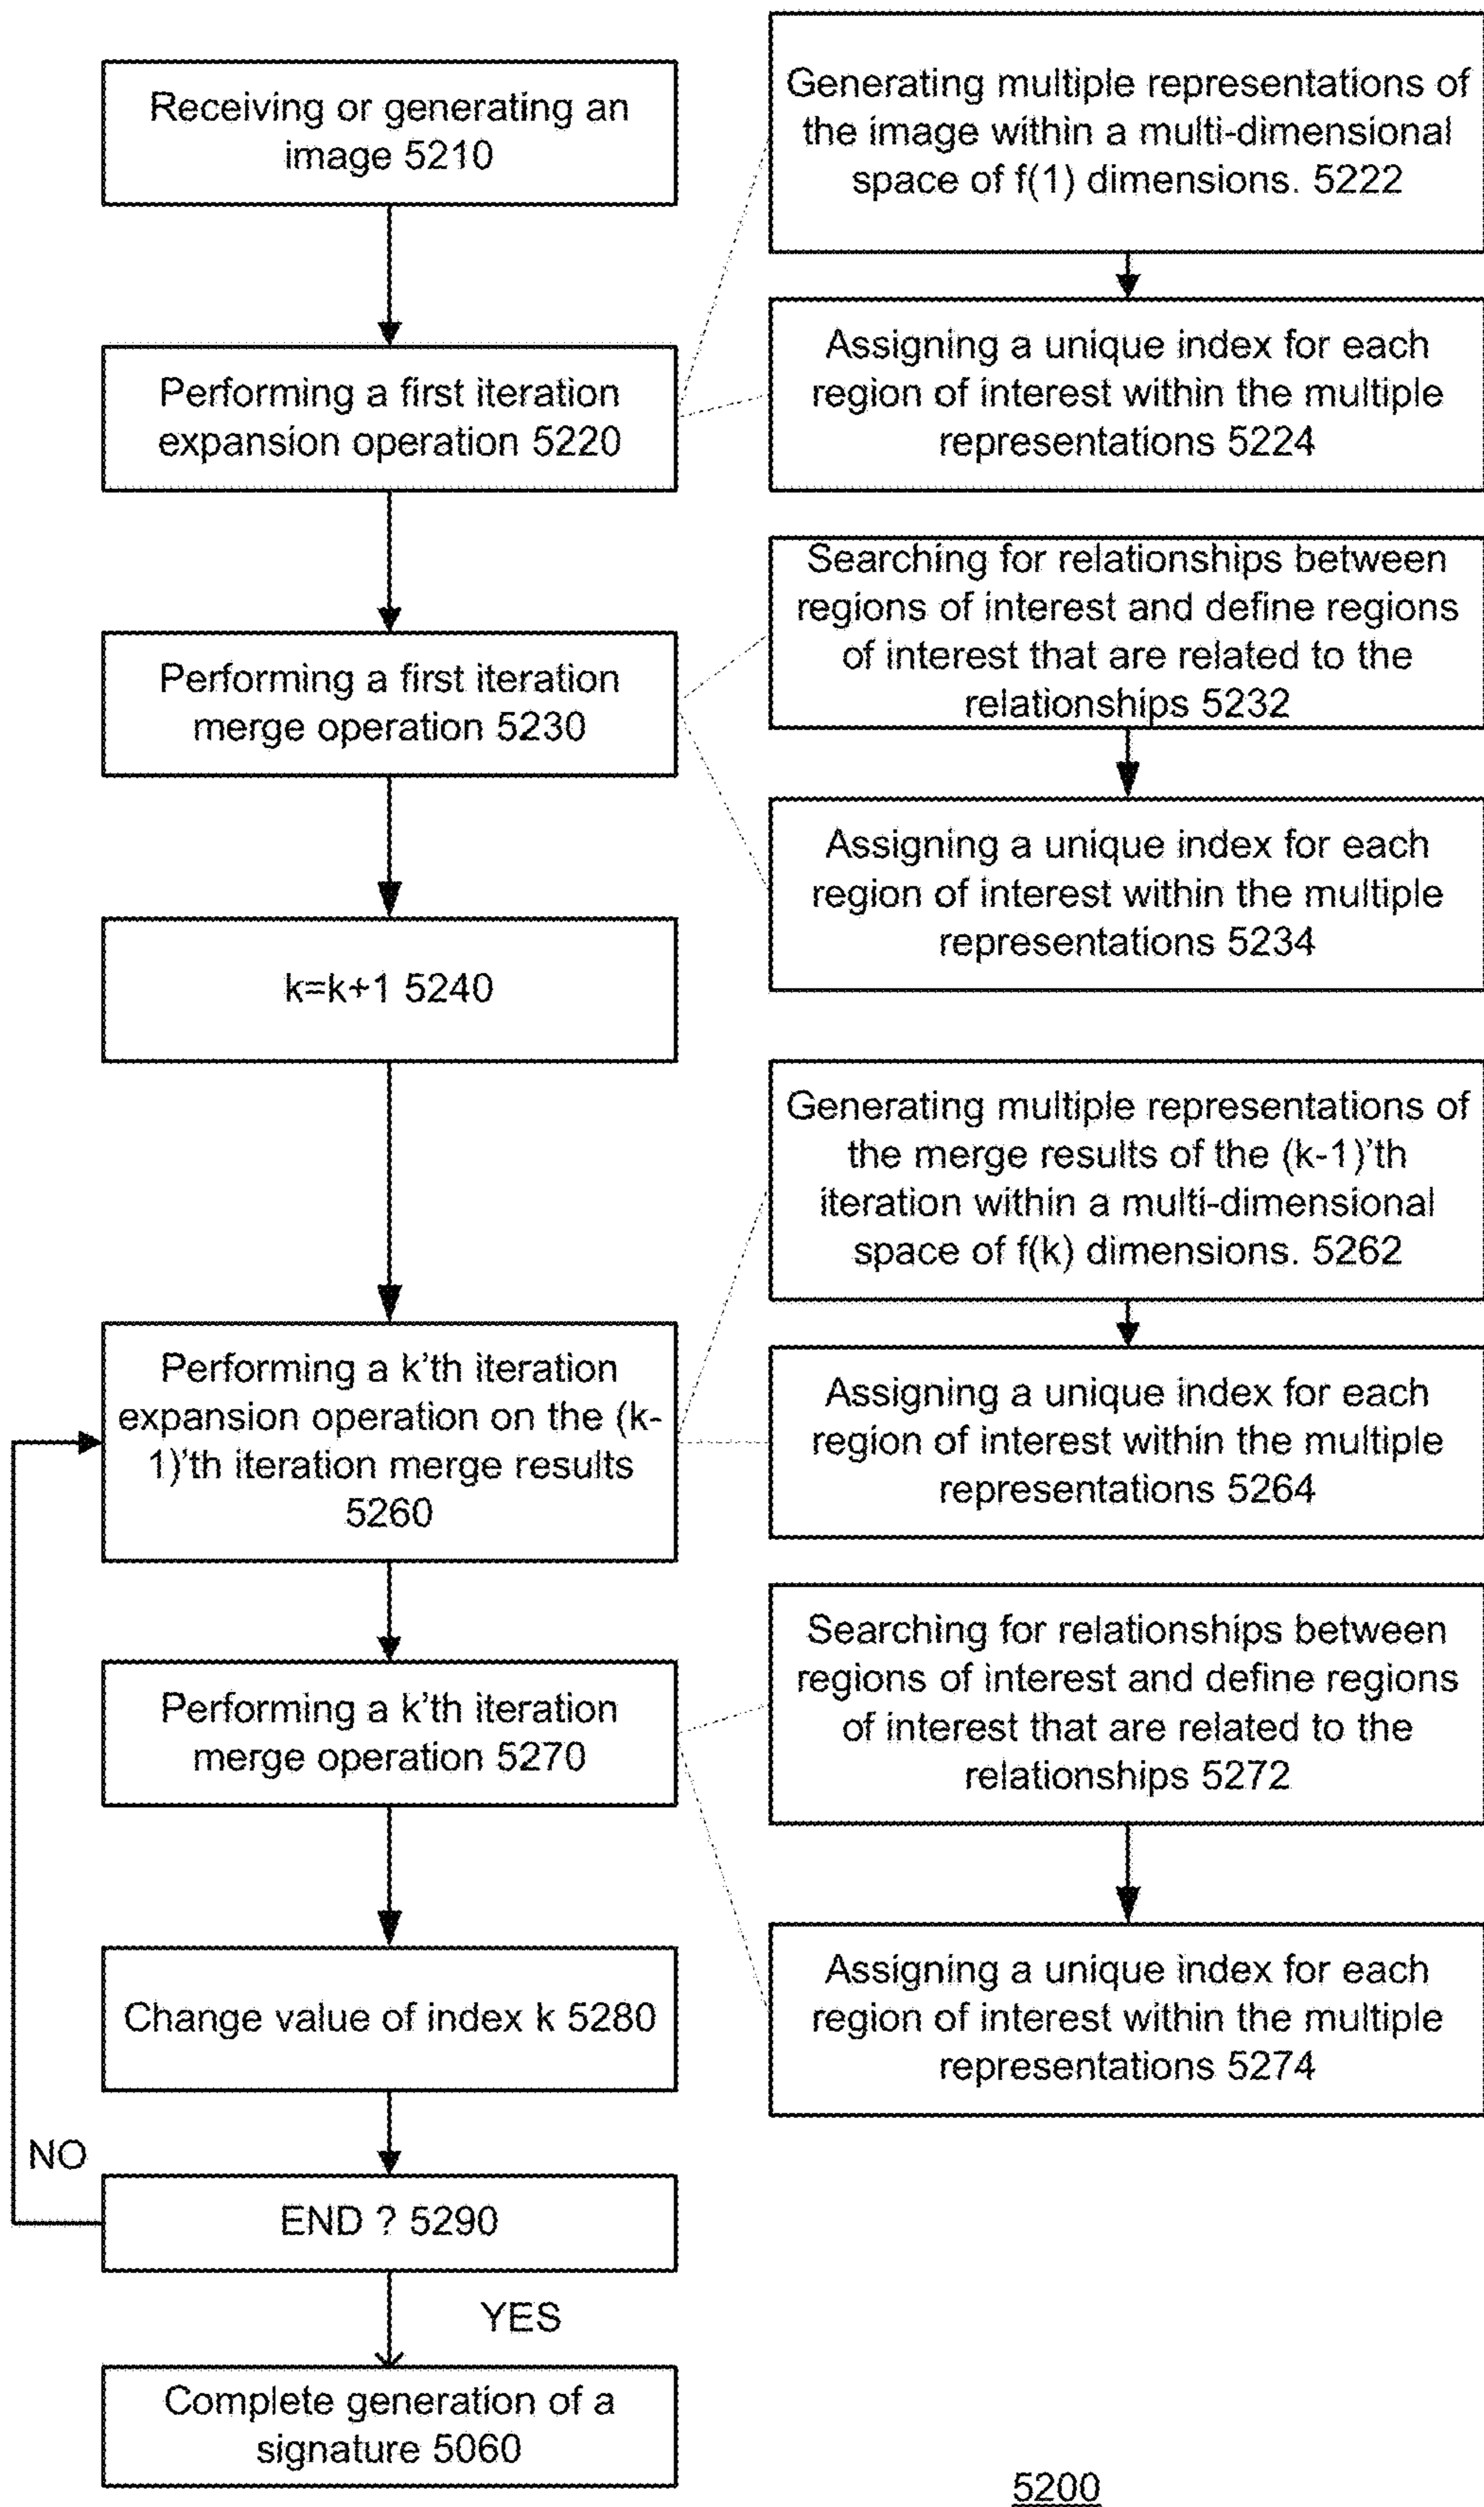 Receiving or generating an
image 5210
Generating multiple representations of
the image within a multi-dimensional
space of f(1) dimensions. 5222
Performing a first iteration
expansion operation 5220
Assigning a unique index for each
region of interest within the multiple
representations 5224
Performing a first iteration
merge operation 5230
Searching for relationships between
regions of interest and define regions
of interest that are related to the
relationships 5232
Assigning a unique index for each
region of interest within the multiple
representations 5234
k=k+1 5240
Generating multiple representations of
the merge results of the (k-1)'th
iteration within a multi-dimensional
space of f(k) dimensions. 5262
Performing a k'th iteration
expansion operation on the (k-
1)'th iteration merge results
5260
Assigning a unique index for each
region of interest within the multiple
representations 5264
Performing a k'th iteration
merge operation 5270
Searching for relationships between
regions of interest and define regions
of interest that are related to the
relationships 5272
Change value of index k 5280
Assigning a unique index for each
region of interest within the multiple
representations 5274
NO
END ? 5290
YES
Complete generation of a
signature 5060
5200